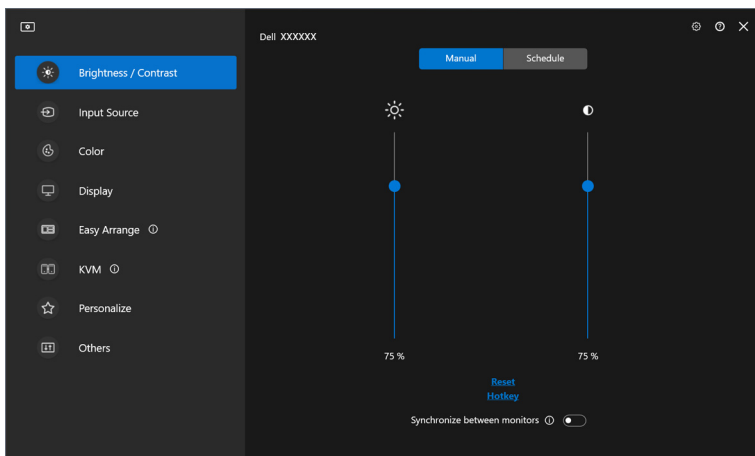 Dell XXXXXX
Manual
Schedule
Brightness / Contrast
Input Source
Color
Display
Easy Arrange
KVM
Personalize
Others
75 %
75 %
Reset
Hotkey
Synchronize between monitors